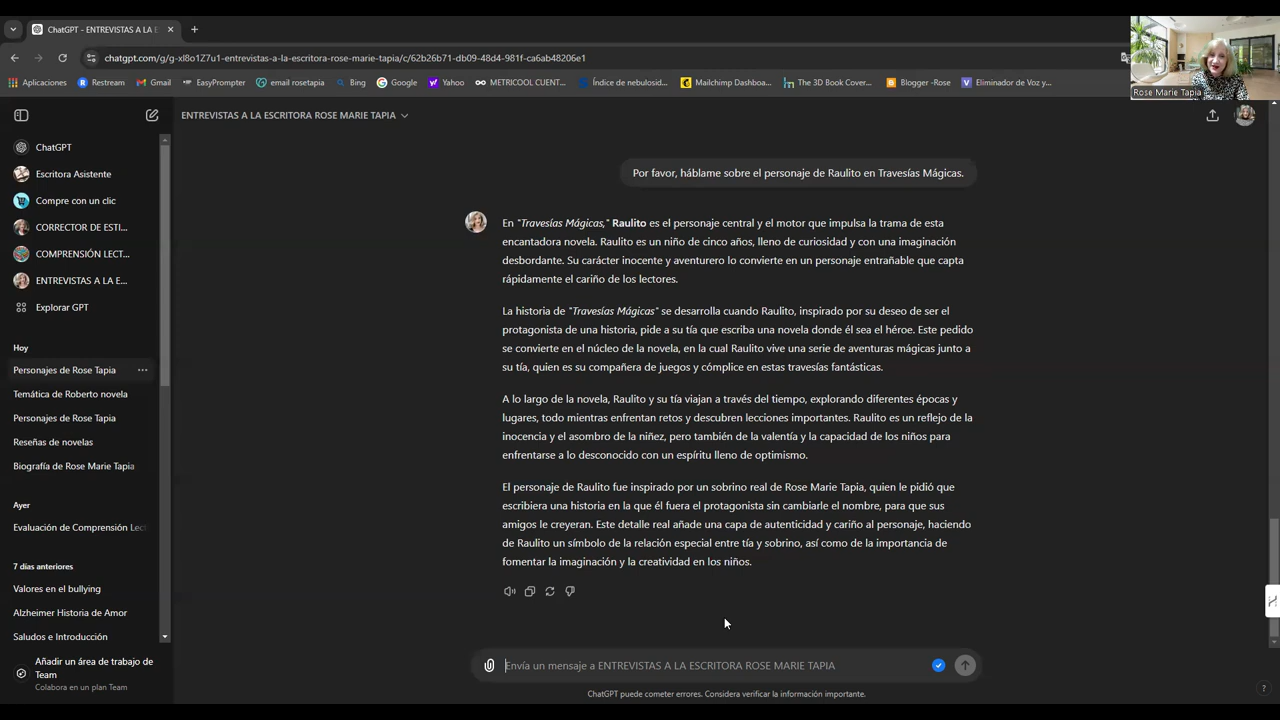 ChatGPT - ENTREVISTAS A LA E
chatgpt.com/g/g-xl8o1Z7u1-entrevistas-a-la-escritora-rose-marie-tapia/c/62b26b71-db09-48d4-981f-ca6ab48206e1
Aplicaciones
Restream
Gmail
EasyPrompter
email rosetapia
Bing
Google
Yahoo
METRICOOL CUENT...
Índice de nebulosid...
Mailchimp Dashboa...
The 3D Book Cover...
Blogger -Rose
Eliminador de Voz y...
Rose Marie Tapia
ENTREVISTAS A LA ESCRITORA ROSE MARIE TAPIA
ChatGPT
Escritora Asistente
Compre con un clic
CORRECTOR DE ESTI...
COMPRENSIÓN LECT...
ENTREVISTAS A LA E...
Explorar GPT
Hoy
Personajes de Rose Tapia
Temática de Roberto novela
Personajes de Rose Tapia
Reseñas de novelas
Biografía de Rose Marie Tapia
Ayer
Evaluación de Comprensión Lect
7 días anteriores
Valores en el bullying
Alzheimer Historia de Amor
Saludos e Introducción
Añadir un área de trabajo de
Team
Colabora en un plan Team
Por favor, háblame sobre el personaje de Raulito en Travesías Mágicas.
En "Travesías Mágicas," Raulito es el personaje central y el motor que impulsa la trama de esta
encantadora novela. Raulito es un niño de cinco años, lleno de curiosidad y con una imaginación
desbordante. Su carácter inocente y aventurero lo convierte en un personaje entrañable que capta
rápidamente el cariño de los lectores.
La historia de "Travesías Mágicas" se desarrolla cuando Raulito, inspirado por su deseo de ser el
protagonista de una historia, pide a su tía que escriba una novela donde él sea el héroe. Este pedido
se convierte en el núcleo de la novela, en la cual Raulito vive una serie de aventuras mágicas junto a
su tía, quien es su compañera de juegos y cómplice en estas travesías fantásticas.
A lo largo de la novela, Raulito y su tía viajan a través del tiempo, explorando diferentes épocas y
lugares, todo mientras enfrentan retos y descubren lecciones importantes. Raulito es un reflejo de la
inocencia y el asombro de la niñez, pero también de la valentía y la capacidad de los niños para
enfrentarse a lo desconocido con un espíritu lleno de optimismo.
El personaje de Raulito fue inspirado por un sobrino real de Rose Marie Tapia, quien le pidió que
escribiera una historia en la que él fuera el protagonista sin cambiarle el nombre, para que sus
amigos le creyeran. Este detalle real añade una capa de autenticidad y cariño al personaje, haciendo
de Raulito un símbolo de la relación especial entre tía y sobrino, así como de la importancia de
fomentar la imaginación y la creatividad en los niños.
Envía un mensaje a ENTREVISTAS A LA ESCRITORA ROSE MARIE TAPIA
ChatGPT puede cometer errores. Considera verificar la información importante.
?